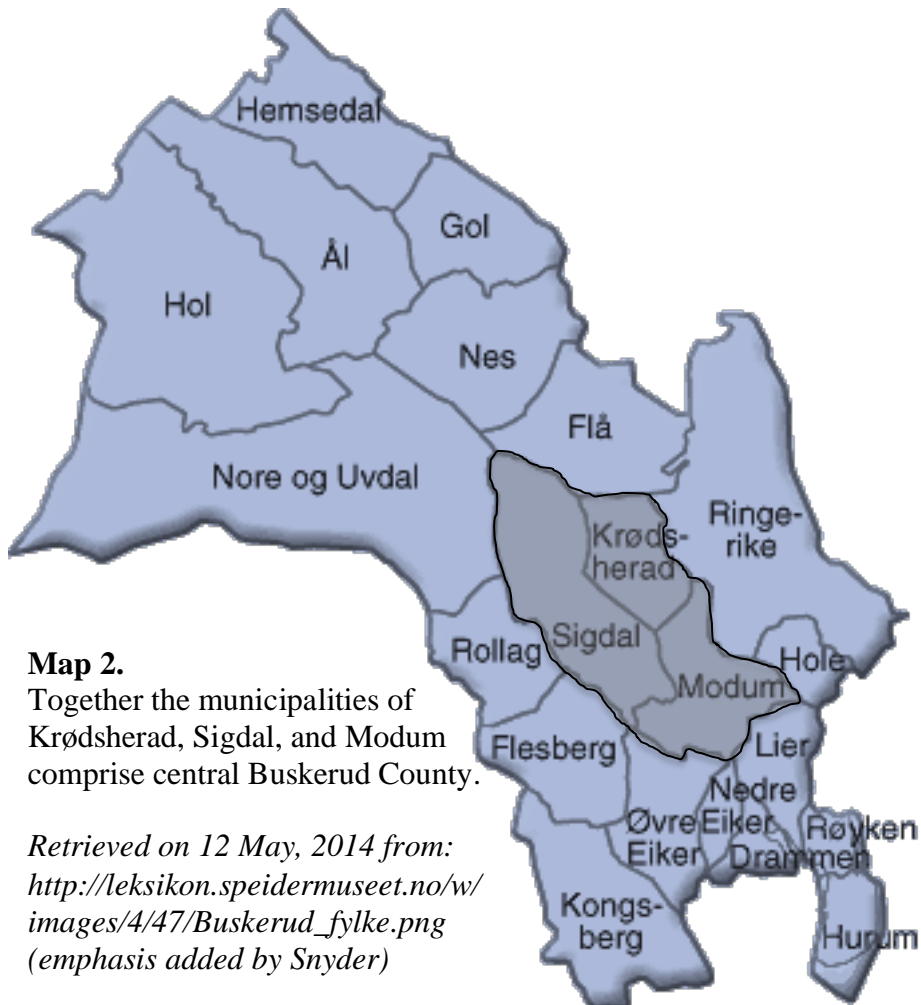 Hemsedal
Gol
Ål
Hol
Nes
Flå
Nore og Uvdal
Ringe-
rike
Krøds-
herad
Sigdal
Rollag
Hole
Modum
Flesberg
Lier
Nedre
Eiker
Øvre
Eiker
Røyken
Drammen
Kongs-
berg
Hurum
Map 2.
Together the municipalities of
Krødsherad, Sigdal, and Modum
comprise central Buskerud County.
Retrieved on 12 May, 2014 from:
http://leksikon.speidermuseet.no/w/
images/4/47/Buskerud_fylke.png
(emphasis added by Snyder)